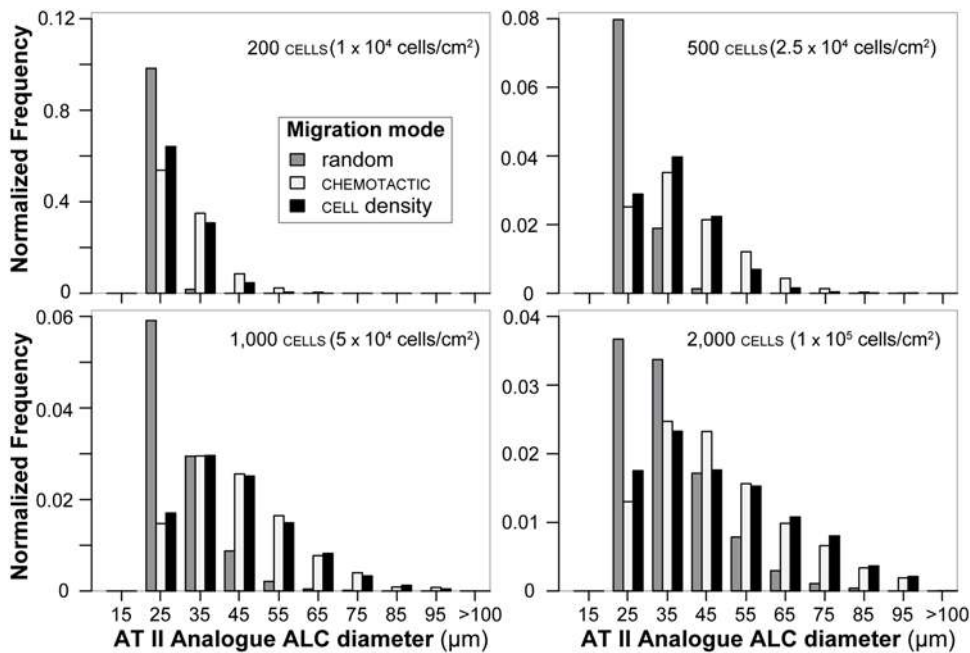 0.12
200 CELLS (1 x 10⁴ cells/cm²)
Normalized Frequency
0.8
0.4
0
Migration mode
random
CHEMOTACTIC
CELL density
0.08
500 CELLS (2.5 x 10⁴ cells/cm²)
0.06
0.04
0.02
0
0.06
1,000 CELLS (5 x 10⁴ cells/cm²)
Normalized Frequency
0.04
0.02
0
15 25 35 45 55 65 75 85 95 >100
AT II Analogue ALC diameter (µm)
0.04
2,000 CELLS (1 x 10⁵ cells/cm²)
0.03
0.02
0.01
0
15 25 35 45 55 65 75 85 95 >100
AT II Analogue ALC diameter (µm)